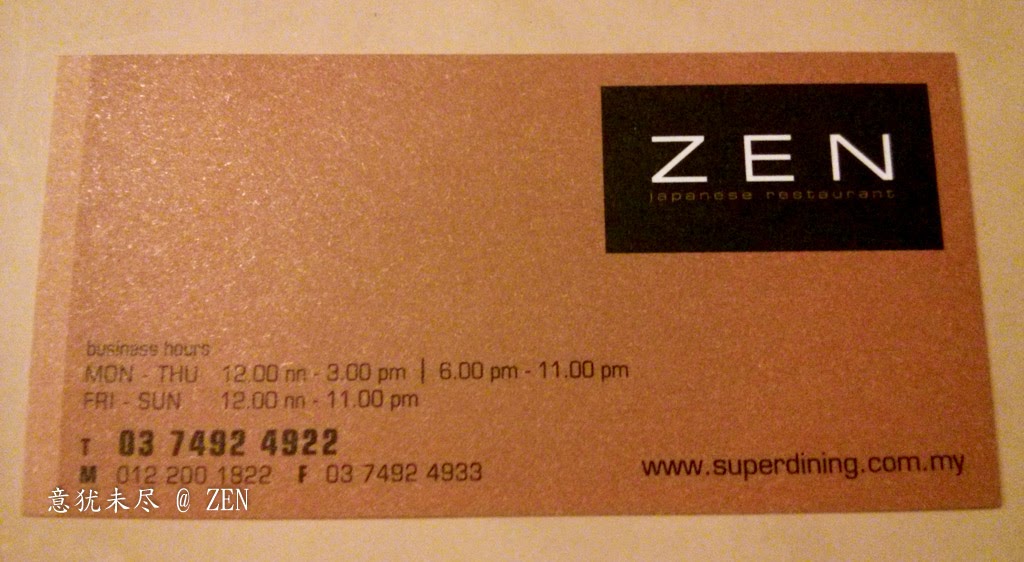 ZEN
japanese restaurant
business hours
MON - THU 12.00 nn - 3.00 pm | 6.00 pm - 11.00 pm
FRI - SUN 12.00 nn - 11.00 pm
T 03 7492 4922
M 012 200 1922 F 03 7492 4933
www.superdining.com.my
意犹未尽 @ ZEN